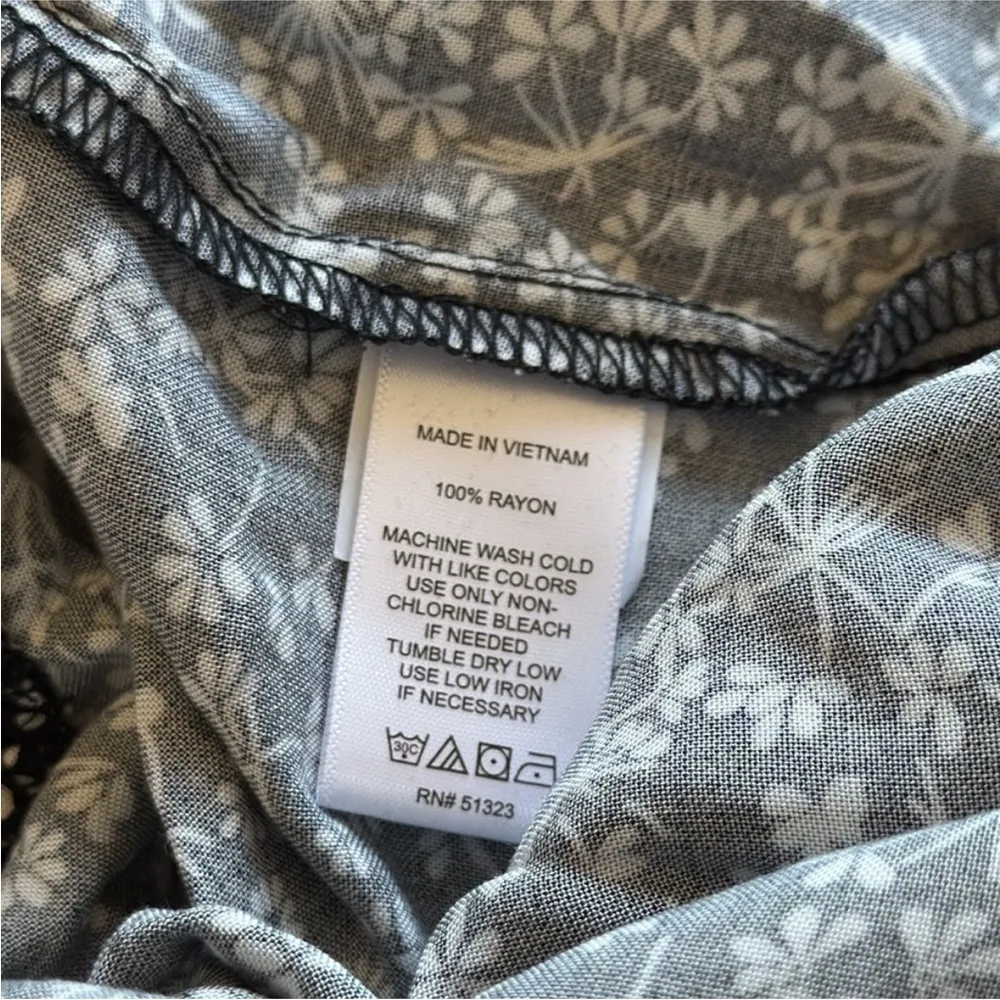 MADE IN VIETNAM
100% RAYON
MACHINE WASH COLD
WITH LIKE COLORS
USE ONLY NON-
CHLORINE BLEACH
IF NEEDED
TUMBLE DRY LOW
USE LOW IRON
IF NECESSARY
30C
RN# 51323